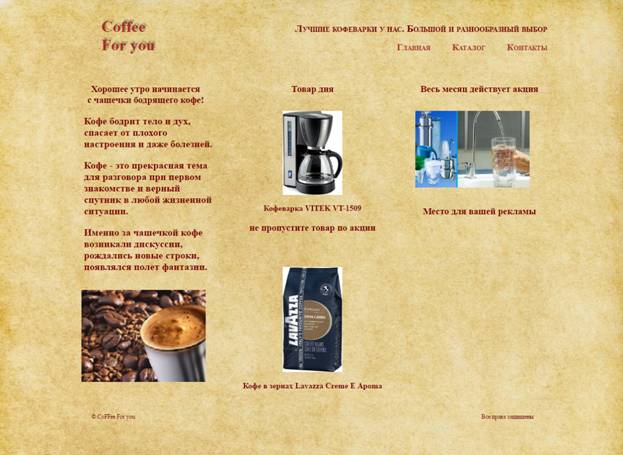 Coffee
For you
Лучшие кофеварки у нас. Большой и разнообразный выбор
Главная Каталог Контакты
Хорошее утро начинается
с чашечки бодрящего кофе!
Кофе бодрит тело и дух,
спасает от плохого
настроения и даже болезней.
Кофе - это прекрасная тема
для разговора при первом
знакомстве и верный
спутник в любой жизненной
ситуации.
Именно за чашечкой кофе
возникали дискуссии,
рождались новые строки,
появлялся полет фантазии.
Товар дня
Кофеварка VITEK VT-1509
не пропустите товар по акции
LAVAZZA
Кофе в зернах Lavazza Creme E Aрома
Весь месяц действует акция
Место для вашей рекламы
© CoFFee For you
Все права защищены